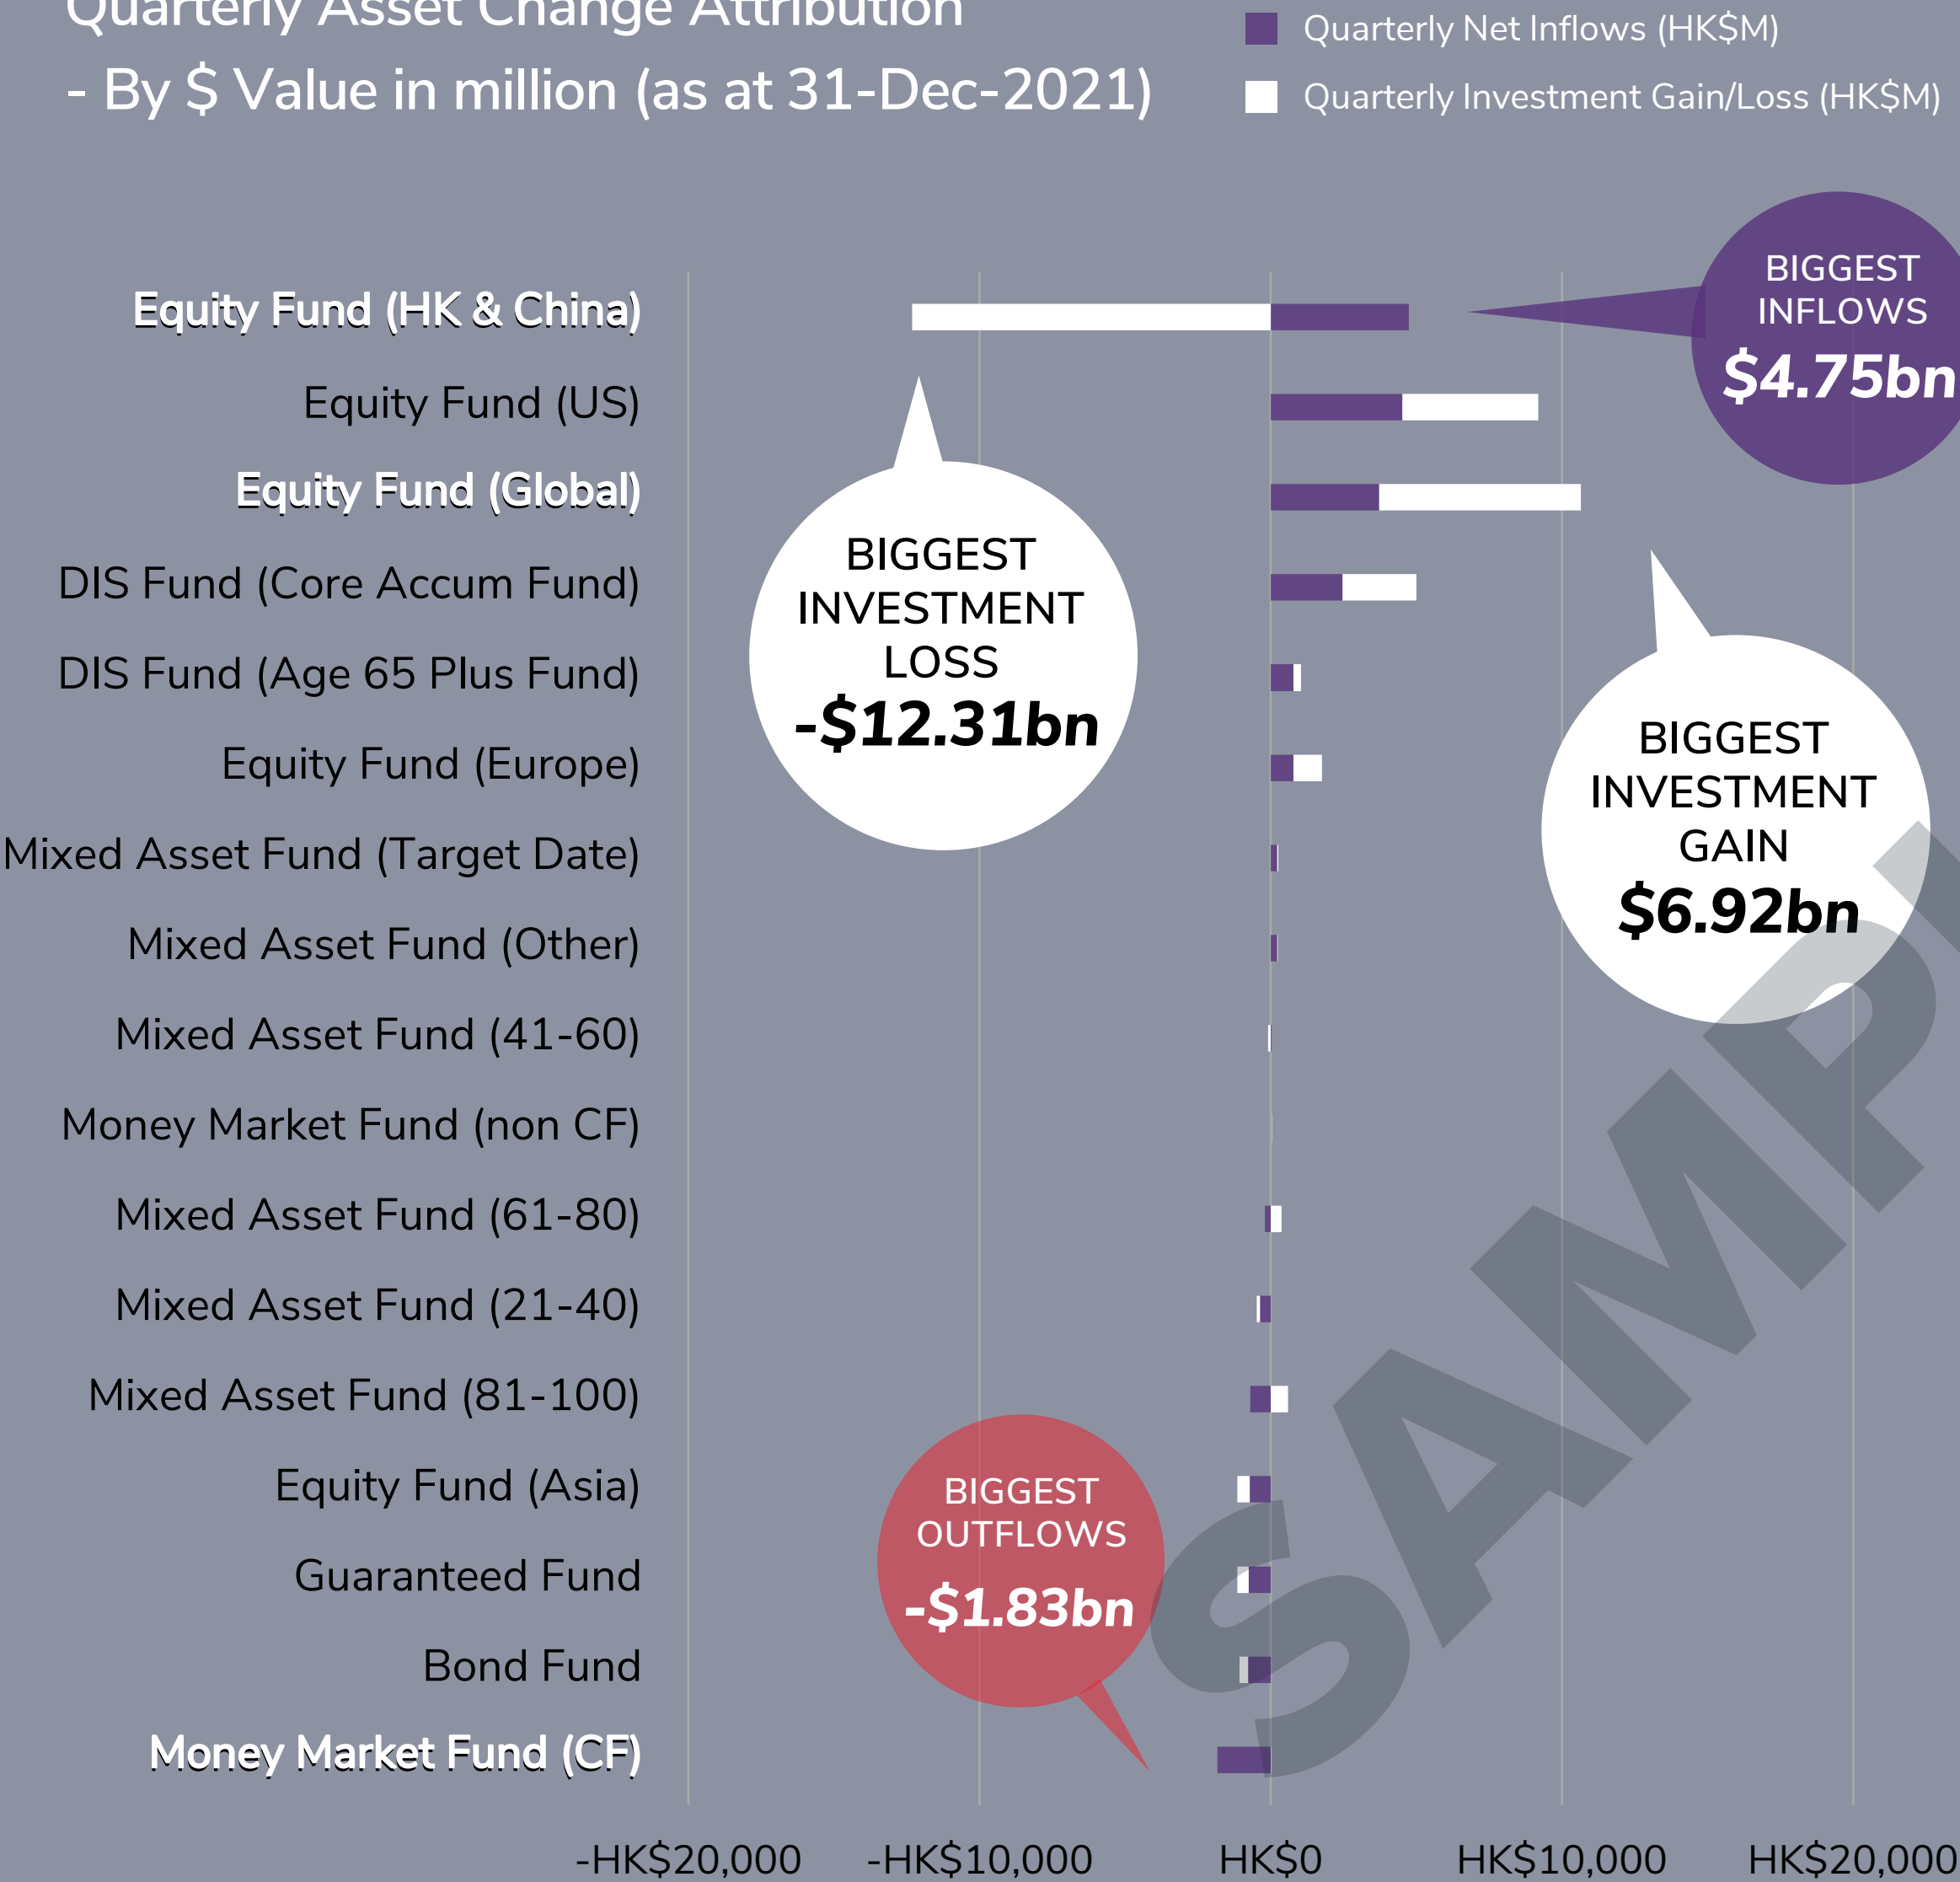 Quarterly Asset Change Attribution
- By $ Value in million (as at 31-Dec-2021)
Quarterly Net Inflows (HK$M)
Quarterly Investment Gain/Loss (HK$M)
BIGGEST
INFLOWS
$4.75bn
Equity Fund (HK & China)
Equity Fund (US)
Equity Fund (Global)
DIS Fund (Core Accum Fund)
DIS Fund (Age 65 Plus Fund)
Equity Fund (Europe)
Mixed Asset Fund (Target Date)
Mixed Asset Fund (Other)
Mixed Asset Fund (41-60)
Money Market Fund (non CF)
Mixed Asset Fund (61-80)
Mixed Asset Fund (21-40)
Mixed Asset Fund (81-100)
Equity Fund (Asia)
Guaranteed Fund
Bond Fund
Money Market Fund (CF)
BIGGEST
INVESTMENT
LOSS
-$12.31bn
BIGGEST
INVESTMENT
GAIN
$6.92bn
BIGGEST
OUTFLOWS
-$1.83bn
SAMP
-HK$20,000
-HK$10,000
HK$0
HK$10,000
HK$20,000